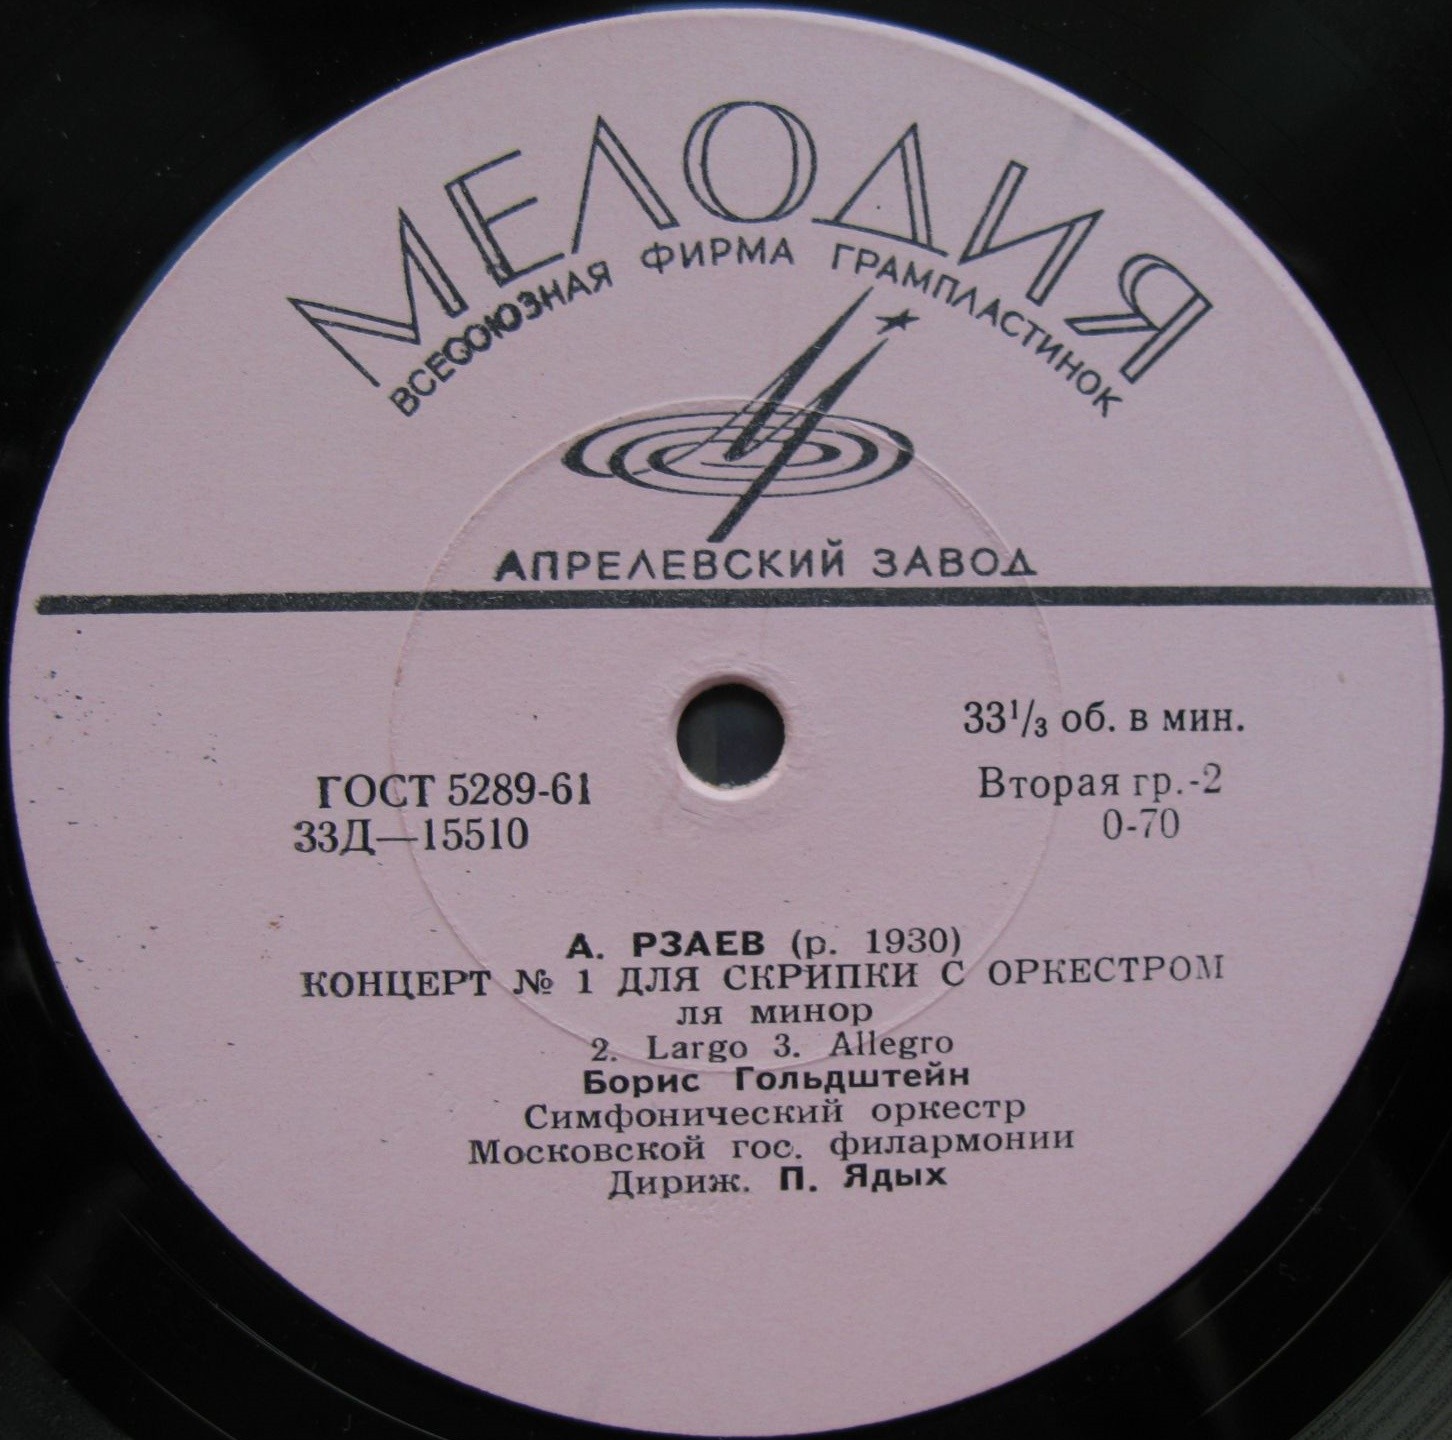 МЕЛОДИЯ
ВСЕСОЮЗНАЯ ФИРМА ГРАМПЛАСТИНОК
АПРЕЛЕВСКИЙ ЗАВОД
33¹/₃ об. в мин.
ГОСТ 5289-61
Вторая гр.-2
33Д—15510
0-70
А. РЗАЕВ (р. 1930)
КОНЦЕРТ № 1 ДЛЯ СКРИПКИ С ОРКЕСТРОМ
ля минор
2. Largo 3. Allegro
Борис Гольдштейн
Симфонический оркестр
Московской гос. филармонии
Дириж. П. Ядых